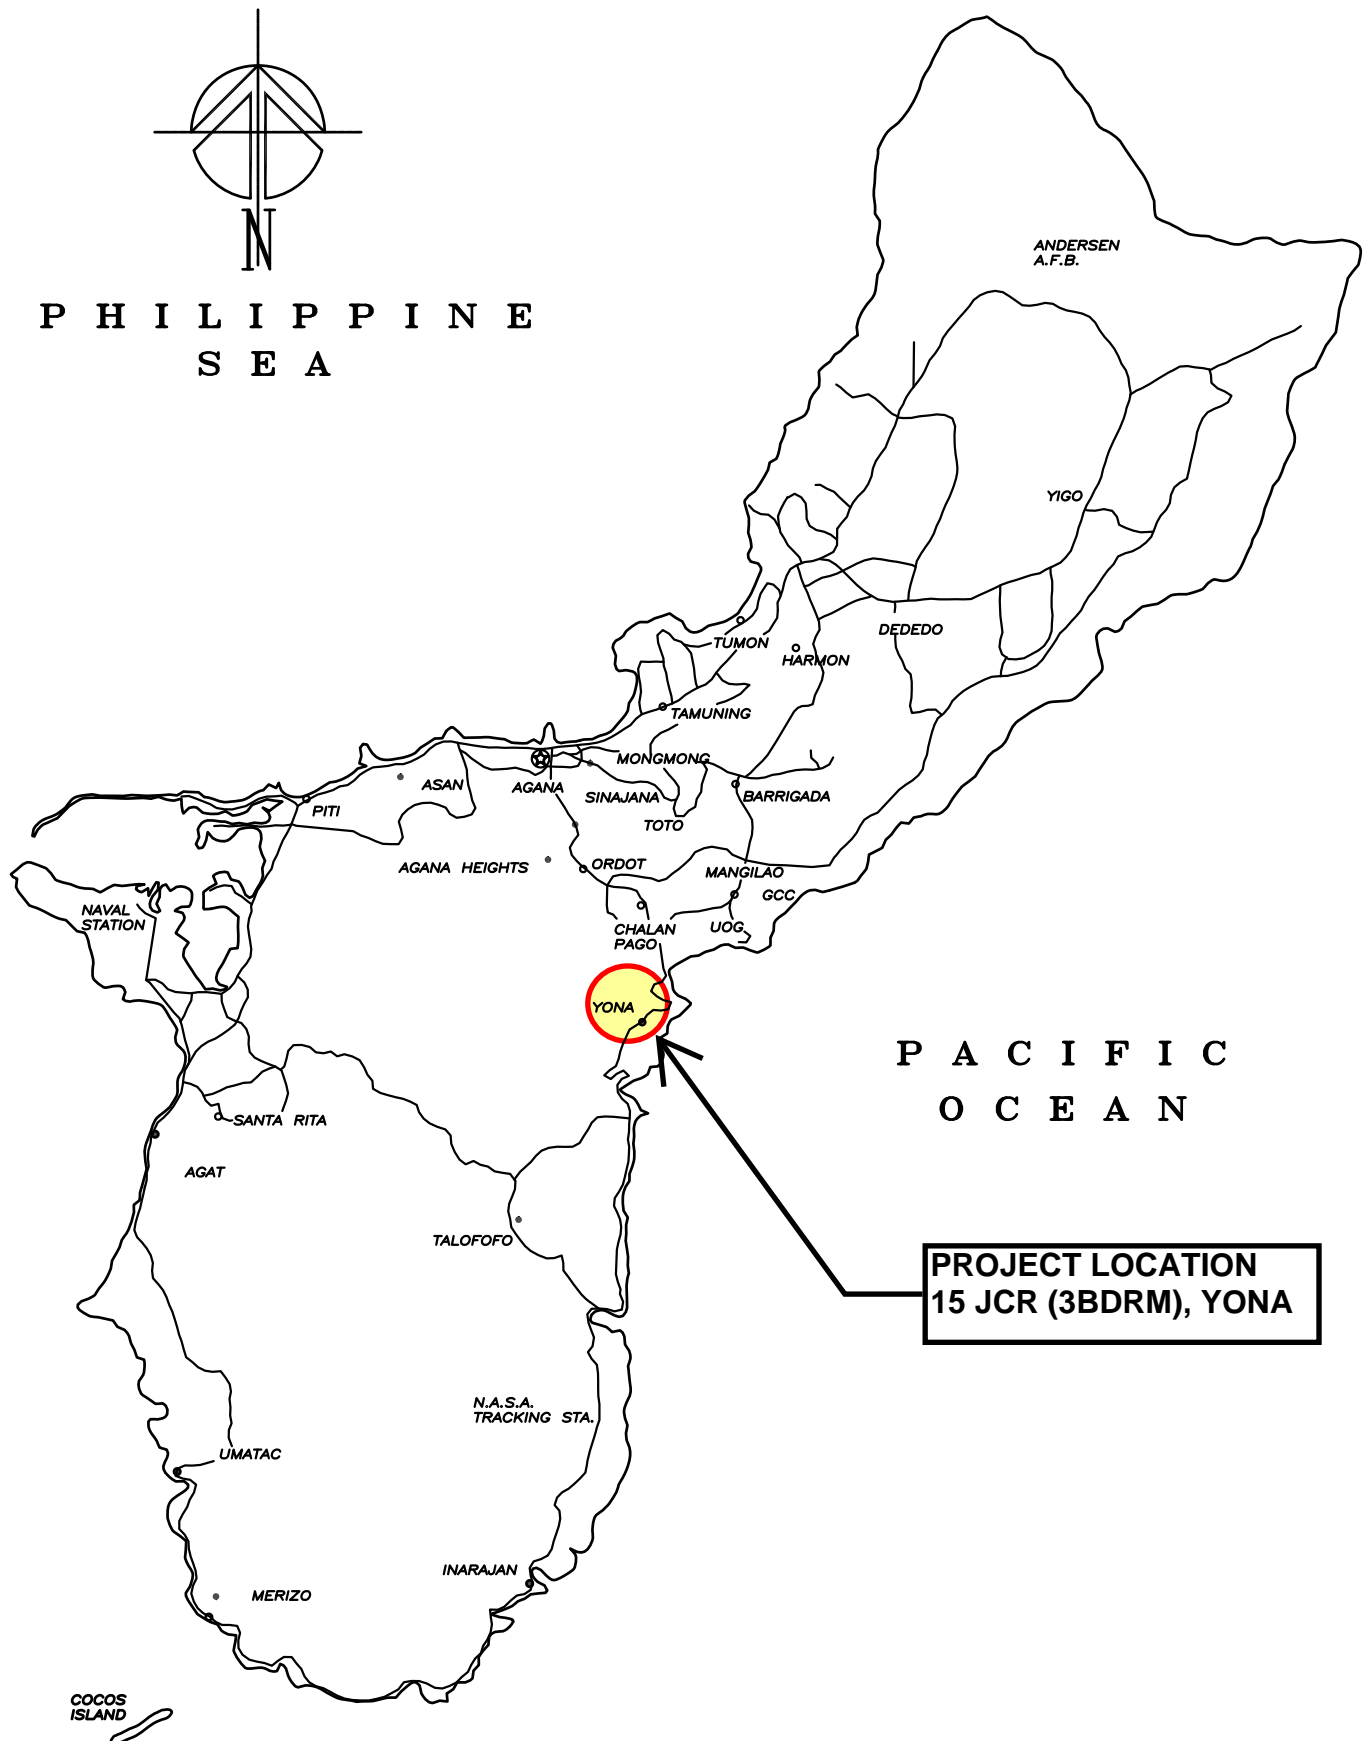 N
PHILIPPINE
SEA
ANDERSEN
A.F.B.
YIGO
DEDEDO
TUMON
HARMON
TAMUNING
MONGMONG
ASAN
AGANA
SINAJANA
BARRIGADA
PITI
TOTO
AGANA HEIGHTS
ORDOT
MANGILAO
GCC
NAVAL
STATION
CHALAN
PAGO
UOG
YONA
PACIFIC
OCEAN
SANTA RITA
AGAT
TALOFOFO
PROJECT LOCATION
15 JCR (3BDRM), YONA
N.A.S.A.
TRACKING STA.
UMATAC
INARAJAN
MERIZO
COCOS
ISLAND